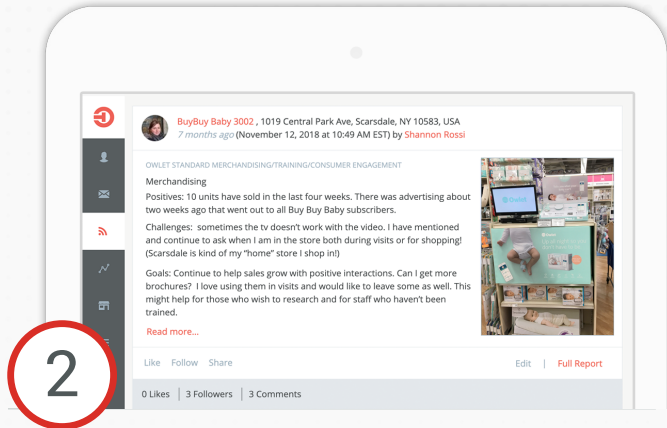 BuyBuy Baby 3002 , 1019 Central Park Ave, Scarsdale, NY 10583, USA
7 months ago (November 12, 2018 at 10:49 AM EST) by Shannon Rossi
OWLET STANDARD MERCHANDISING/TRAINING/CONSUMER ENGAGEMENT
Merchandising
Positives: 10 units have sold in the last four weeks. There was advertising about
two weeks ago that went out to all Buy Buy Baby subscribers.
Challenges:  sometimes the tv doesn't work with the video. I have mentioned
and continue to ask when I am in the store both during visits or for shopping!
(Scarsdale is kind of my "home" store I shop in!)
Goals: Continue to help sales grow with positive interactions. Can I get more
brochures?  I love using them in visits and would like to leave some as well. This
might help for those who wish to research and for staff who haven't been
trained.
Read more...
Like Follow Share
Edit | Full Report
0 Likes | 3 Followers | 3 Comments
2